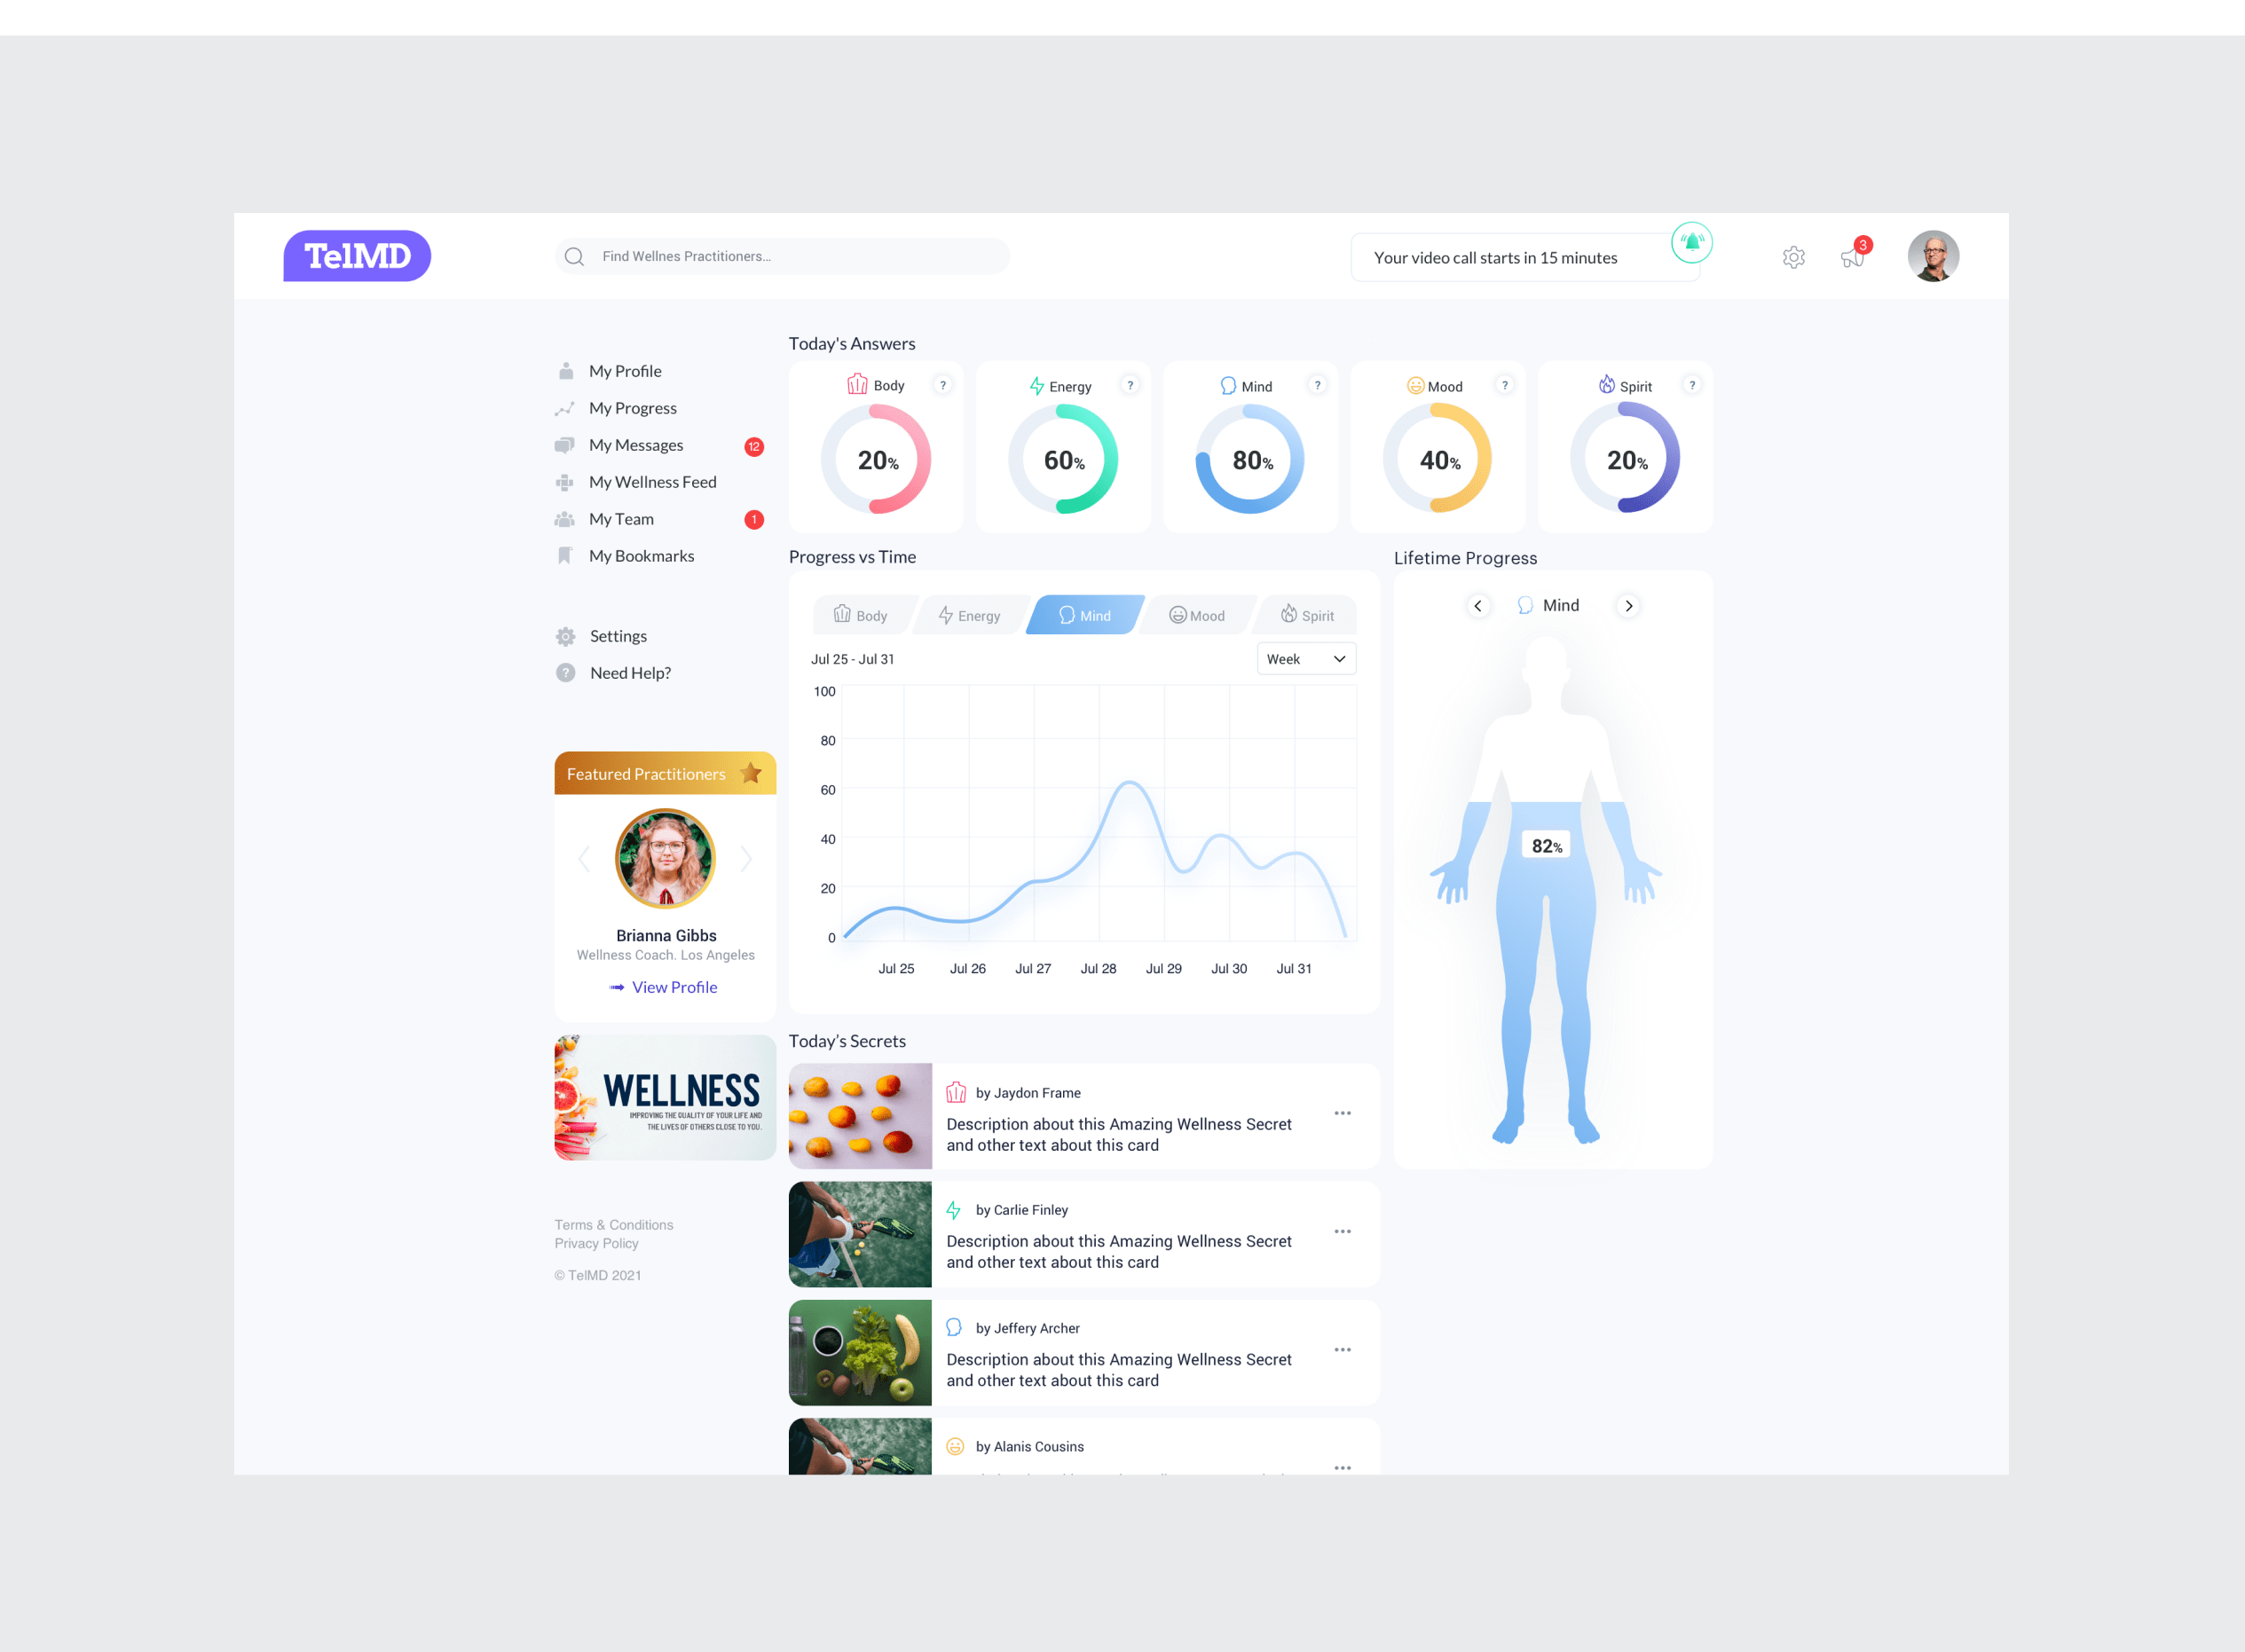 TelMD
Find Wellnes Practitioners...
Your video call starts in 15 minutes
3
My Profile
My Progress
My Messages
12
My Wellness Feed
My Team
1
My Bookmarks
Settings
? Need Help?
Featured Practitioners
Brianna Gibbs
Wellness Coach. Los Angeles
View Profile
WELLNESS
IMPROVING THE QUALITY OF YOUR LIFE AND
THE LIVES OF OTHERS CLOSE TO YOU.
Terms & Conditions
Privacy Policy
© TelMD 2021
Today's Answers
Body ?
20%
Energy ?
60%
Mind ?
80%
Mood ?
40%
Spirit ?
20%
Progress vs Time
Body Energy Mind Mood Spirit
Jul 25 - Jul 31
Week
100
80
60
40
20
0
Jul 25 Jul 26 Jul 27 Jul 28 Jul 29 Jul 30 Jul 31
Lifetime Progress
Mind
82%
Today’s Secrets
by Jaydon Frame
Description about this Amazing Wellness Secret
and other text about this card
by Carlie Finley
Description about this Amazing Wellness Secret
and other text about this card
by Jeffery Archer
Description about this Amazing Wellness Secret
and other text about this card
by Alanis Cousins